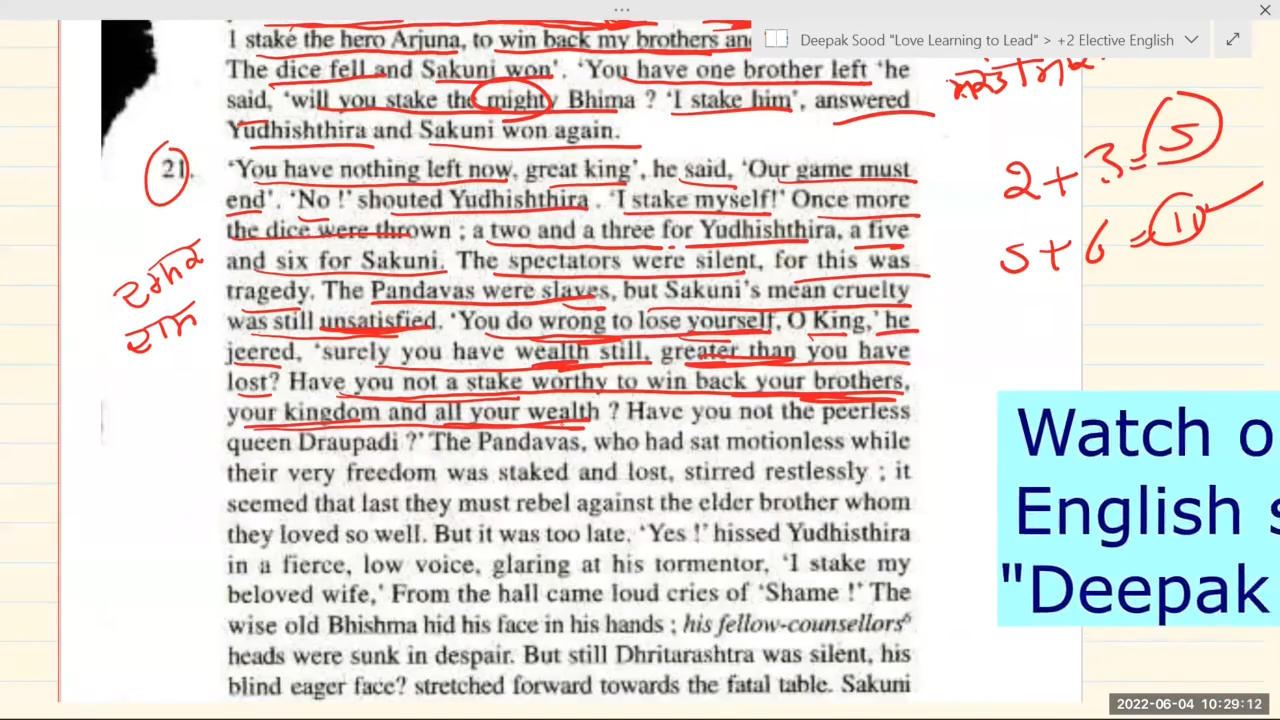 I stake the hero Arjuna, to win back my brothers and
Deepak Sood "Love Learning to Lead" > +2 Elective English
The dice fell and Sakuni won'. 'You have one brother left 'he
said, 'will you stake the mighty Bhima ? 'I stake him', answered
Yudhishthira and Sakuni won again.
2 + 3 = 5
21. 'You have nothing left now, great king', he said, 'Our game must
end'. 'No !' shouted Yudhishthira . 'I stake myself!' Once more
the dice were thrown ; a two and a three for Yudhishthira, a five
5 + 6 =
and six for Sakuni. The spectators were silent, for this was
tragedy. The Pandavas were slaves, but Sakuni's mean cruelty
was still unsatisfied. 'You do wrong to lose yourself, O King,' he
jeered, 'surely you have wealth still, greater than you have
lost? Have you not a stake worthy to win back your brothers,
your kingdom and all your wealth ? Have you not the peerless
queen Draupadi ?' The Pandavas, who had sat motionless while
their very freedom was staked and lost, stirred restlessly ; it
seemed that last they must rebel against the elder brother whom
they loved so well. But it was too late, 'Yes !' hissed Yudhisthira
in a fierce, low voice, glaring at his tormentor, 'I stake my
beloved wife,' From the hall came loud cries of 'Shame !' The
wise old Bhishma hid his face in his hands ; his fellow-counsellors
heads were sunk in despair. But still Dhritarashtra was silent, his
blind eager face? stretched forward towards the fatal table. Sakuni
Watch o
English s
"Deepak
2022-06-04 10:29:12